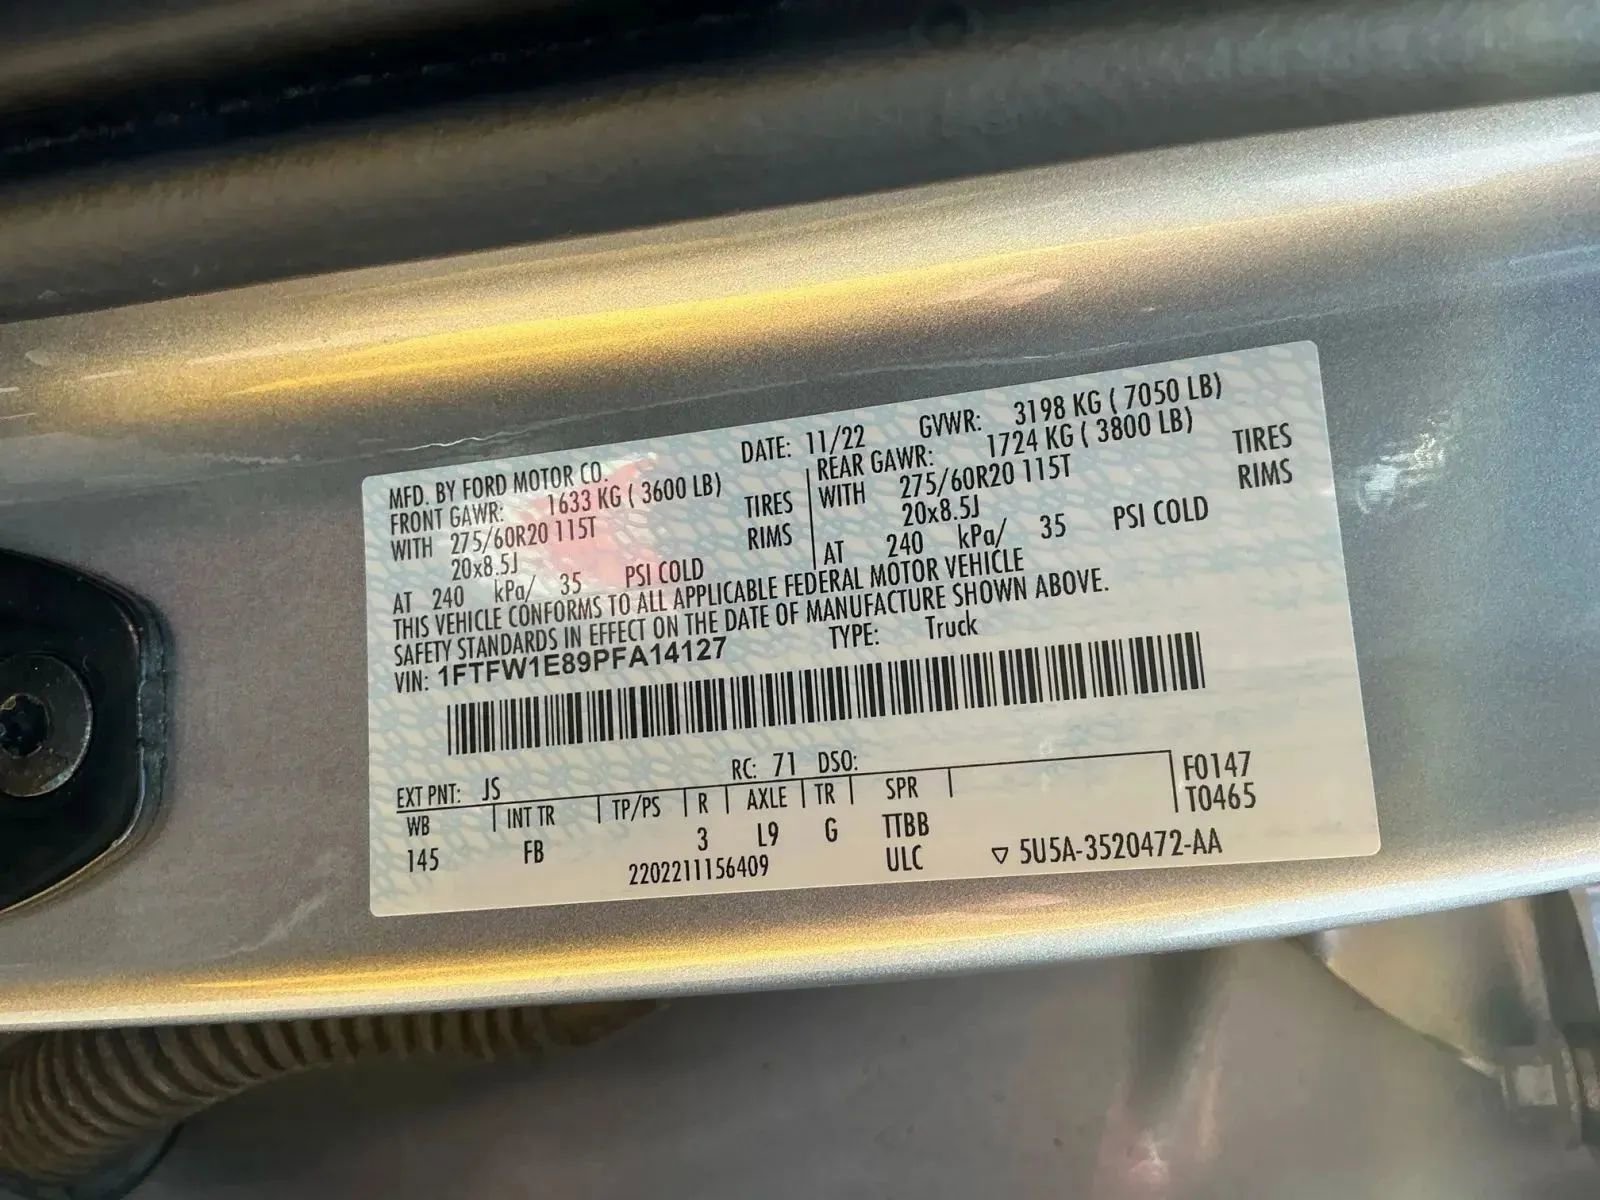 MFD. BY FORD MOTOR CO. DATE: 11/22 GVWR: 3198 KG ( 7050 LB)
FRONT GAWR: 1633 KG ( 3600 LB) REAR GAWR: 1724 KG ( 3800 LB)
WITH 275/60R20 115T TIRES WITH 275/60R20 115T TIRES
20x8.5J RIMS 20x8.5J RIMS
AT 240 kPa/ 35 PSI COLD AT 240 kPa/ 35 PSI COLD
THIS VEHICLE CONFORMS TO ALL APPLICABLE FEDERAL MOTOR VEHICLE
SAFETY STANDARDS IN EFFECT ON THE DATE OF MANUFACTURE SHOWN ABOVE.
VIN: 1FTFW1E89PFA14127 TYPE: Truck
EXT PNT: JS RC: 71 DSO:
WB INT TR TP/PS R AXLE TR SPR F0147
T0465
145 FB 3 L9 G TTBB
2202211156409 ULC ▽ 5U5A-3520472-AA